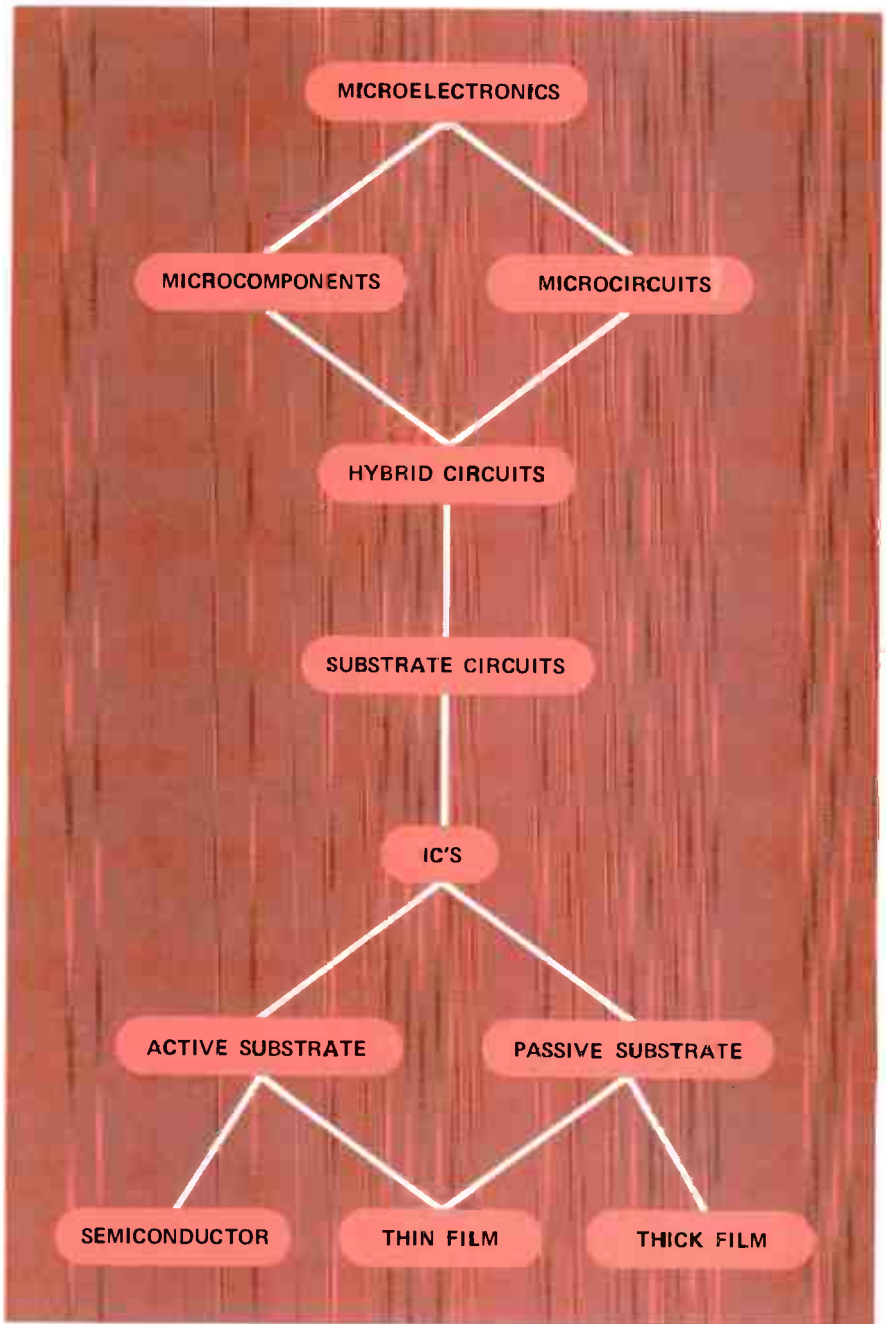 MICROELECTRONICS
MICROCOMPONENTS
MICROCIRCUITS
HYBRID CIRCUITS
SUBSTRATE CIRCUITS
IC'S
ACTIVE SUBSTRATE
PASSIVE SUBSTRATE
SEMICONDUCTOR
THIN FILM
THICK FILM